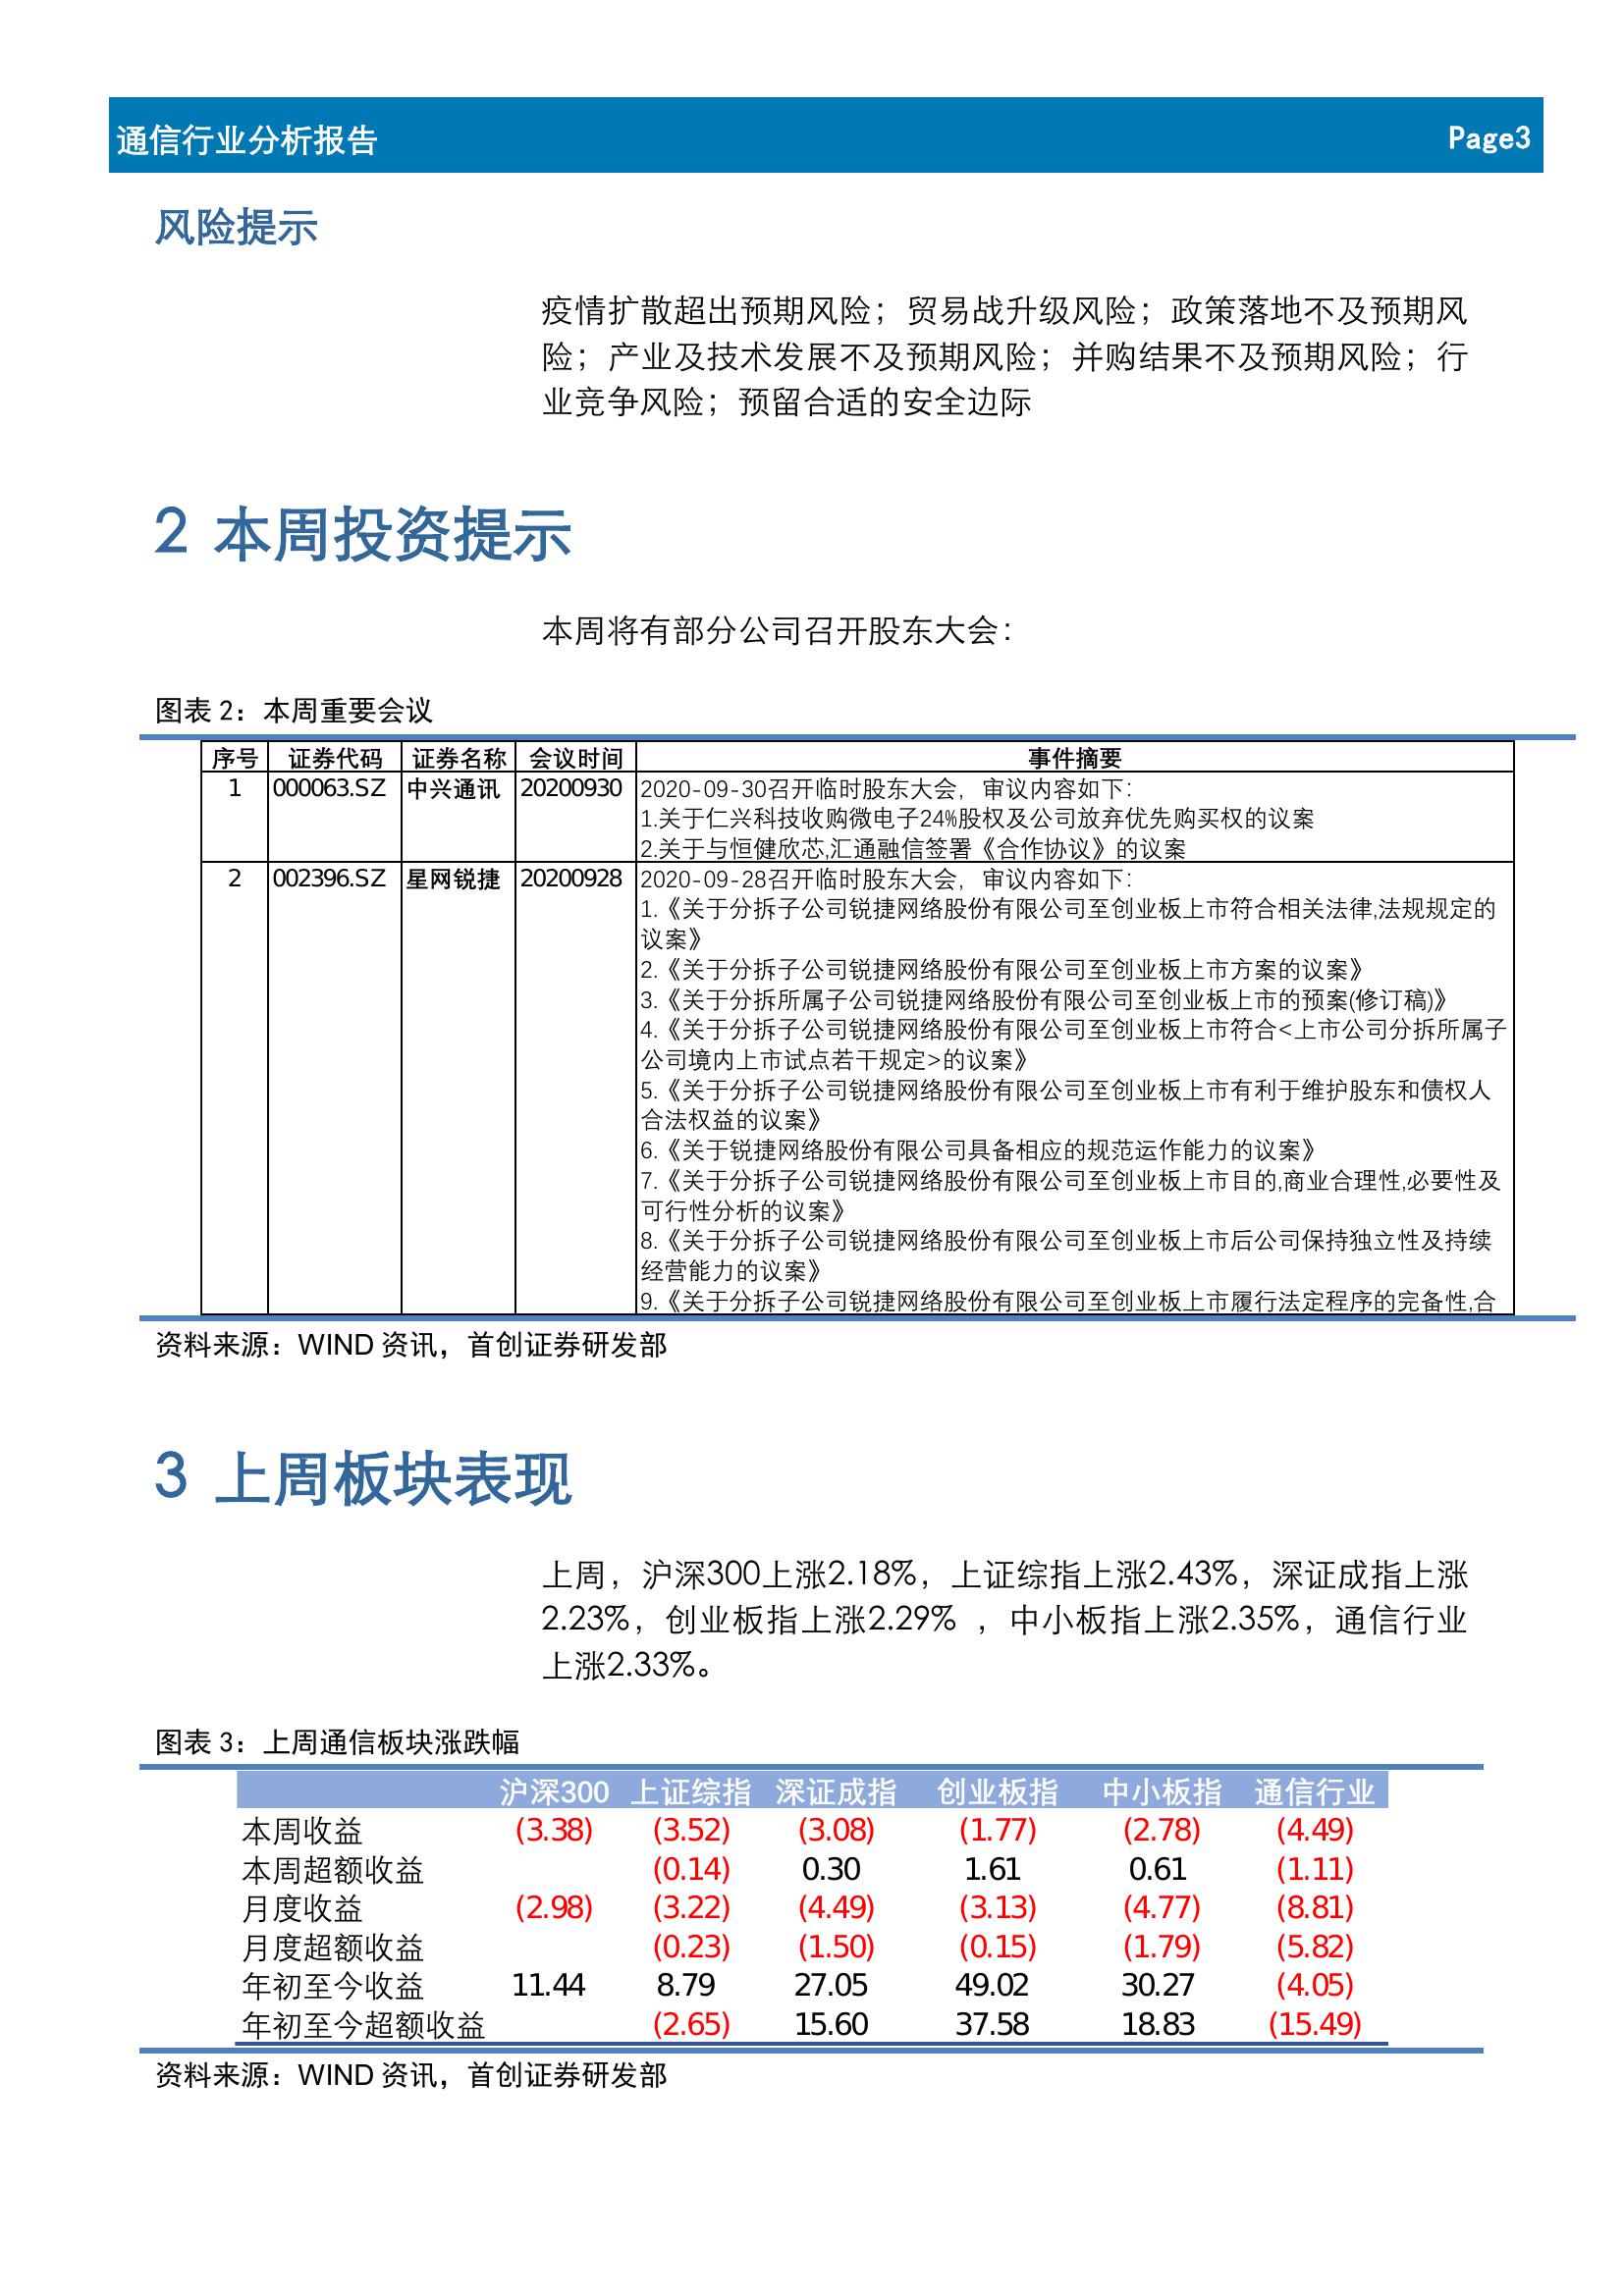 通信行业分析报告 Page3
风险提示
疫情扩散超出预期风险；贸易战升级风险；政策落地不及预期风
险；产业及技术发展不及预期风险；并购结果不及预期风险；行
业竞争风险；预留合适的安全边际
2 本周投资提示
本周将有部分公司召开股东大会：
图表 2：本周重要会议
序号 证券代码 证券名称 会议时间 事件摘要
1 000063.SZ 中兴通讯 20200930 2020-09-30召开临时股东大会，审议内容如下：
1.关于仁兴科技收购微电子24%股权及公司放弃优先购买权的议案
2.关于与恒健欣芯,汇通融信签署《合作协议》的议案
2 002396.SZ 星网锐捷 20200928 2020-09-28召开临时股东大会，审议内容如下：
1.《关于分拆子公司锐捷网络股份有限公司至创业板上市符合相关法律,法规规定的
议案》
2.《关于分拆子公司锐捷网络股份有限公司至创业板上市方案的议案》
3.《关于分拆所属子公司锐捷网络股份有限公司至创业板上市的预案(修订稿)》
4.《关于分拆子公司锐捷网络股份有限公司至创业板上市符合<上市公司分拆所属子
公司境内上市试点若干规定>的议案》
5.《关于分拆子公司锐捷网络股份有限公司至创业板上市有利于维护股东和债权人
合法权益的议案》
6.《关于锐捷网络股份有限公司具备相应的规范运作能力的议案》
7.《关于分拆子公司锐捷网络股份有限公司至创业板上市目的,商业合理性,必要性及
可行性分析的议案》
8.《关于分拆子公司锐捷网络股份有限公司至创业板上市后公司保持独立性及持续
经营能力的议案》
9.《关于分拆子公司锐捷网络股份有限公司至创业板上市履行法定程序的完备性,合
资料来源：WIND 资讯，首创证券研发部
3 上周板块表现
上周，沪深300上涨2.18%，上证综指上涨2.43%，深证成指上涨
2.23%，创业板指上涨2.29% ，中小板指上涨2.35%，通信行业
上涨2.33%。
图表 3：上周通信板块涨跌幅
沪深300 上证综指 深证成指 创业板指 中小板指 通信行业
本周收益 (3.38) (3.52) (3.08) (1.77) (2.78) (4.49)
本周超额收益 (0.14) 0.30 1.61 0.61 (1.11)
月度收益 (2.98) (3.22) (4.49) (3.13) (4.77) (8.81)
月度超额收益 (0.23) (1.50) (0.15) (1.79) (5.82)
年初至今收益 11.44 8.79 27.05 49.02 30.27 (4.05)
年初至今超额收益 (2.65) 15.60 37.58 18.83 (15.49)
资料来源：WIND 资讯，首创证券研发部